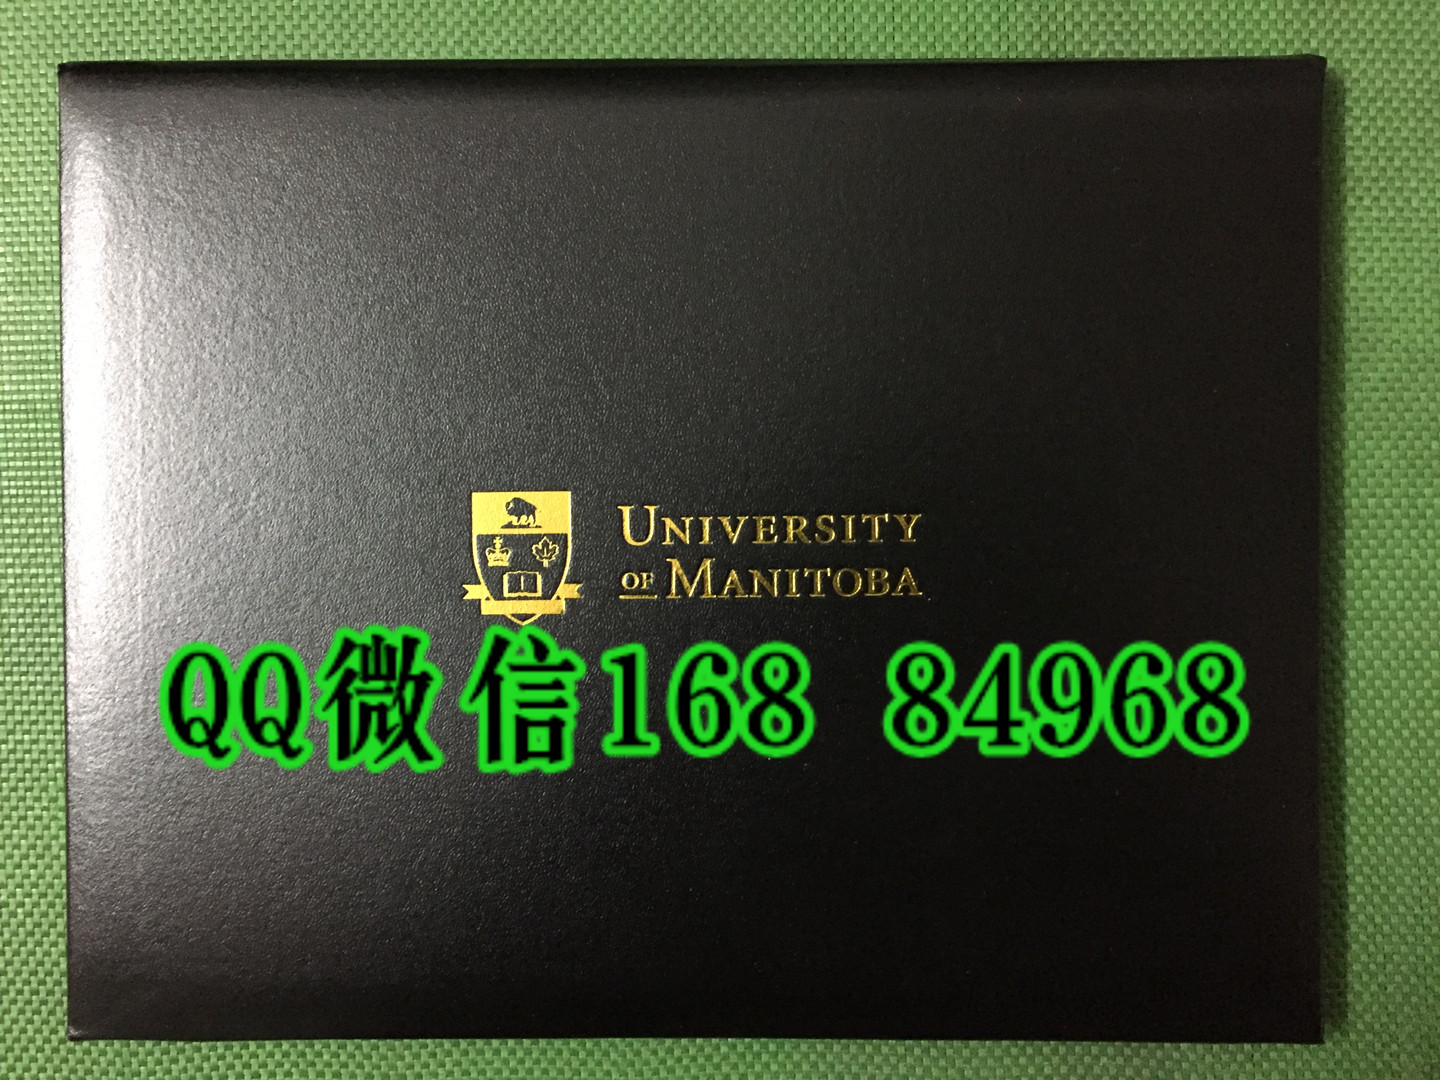 UNIVERSITY
OF MANITOBA
QQ微信168 84968